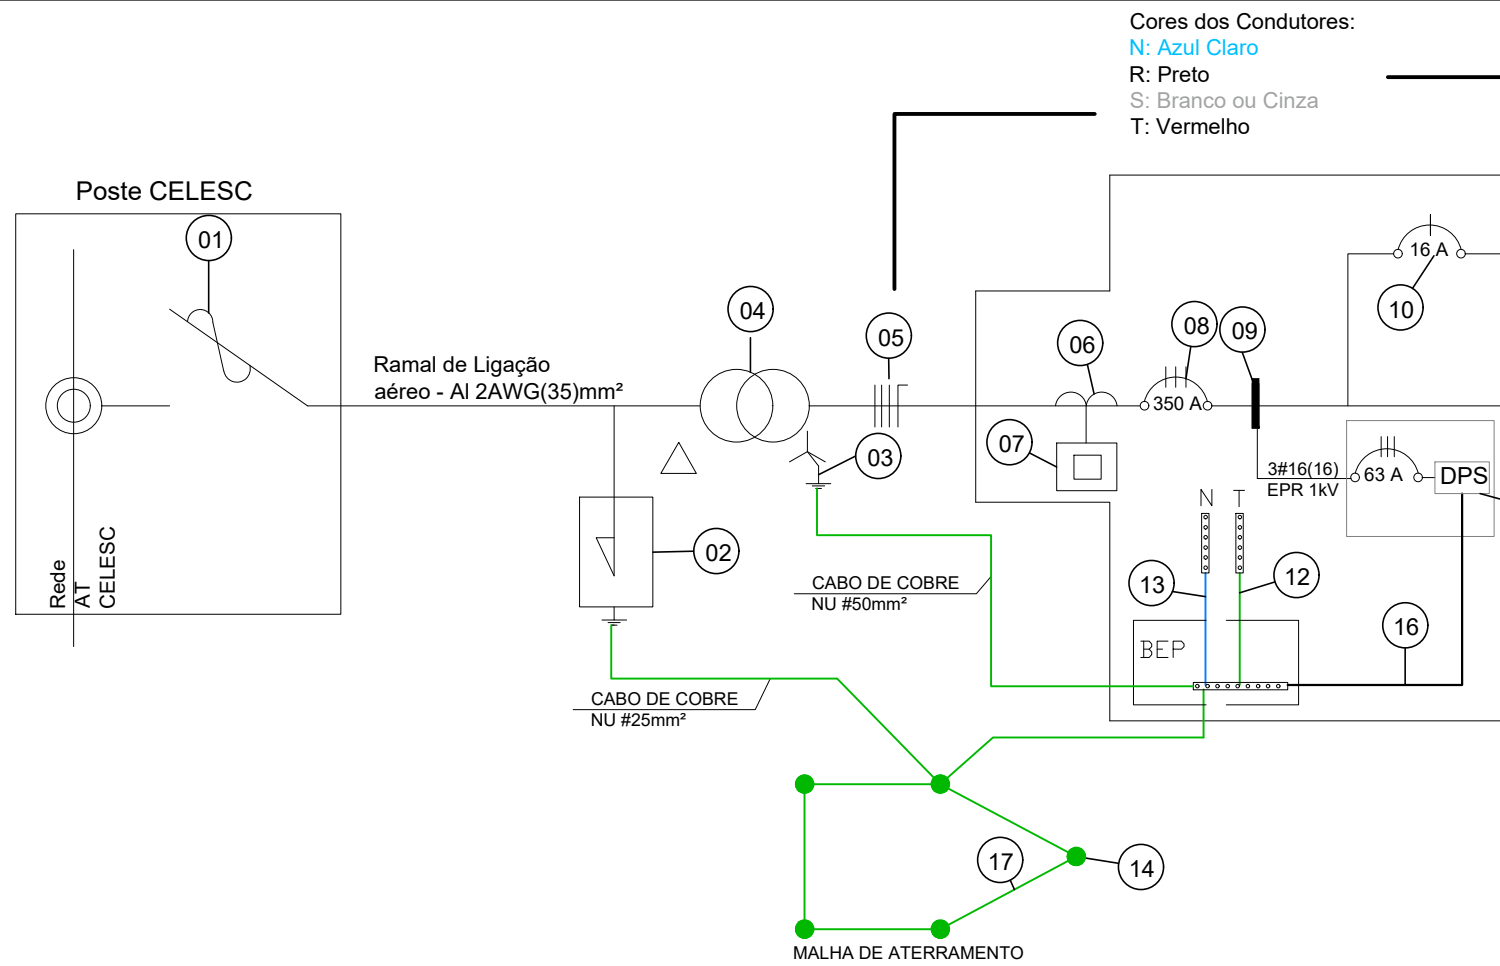 Cores dos Condutores:
N: Azul Claro
R: Preto
S: Branco ou Cinza
T: Vermelho
Poste CELESC
01
04
05
06
08
09
16 A
10
Ramal de Ligação
aéreo - Al 2AWG(35)mm²
350 A
07
03
3#16(16)
EPR 1kV
63 A
DPS
N
T
Rede
AT
CELESC
02
CABO DE COBRE
NU #50mm²
13
12
16
BEP
CABO DE COBRE
NU #25mm²
17
14
MALHA DE ATERRAMENTO